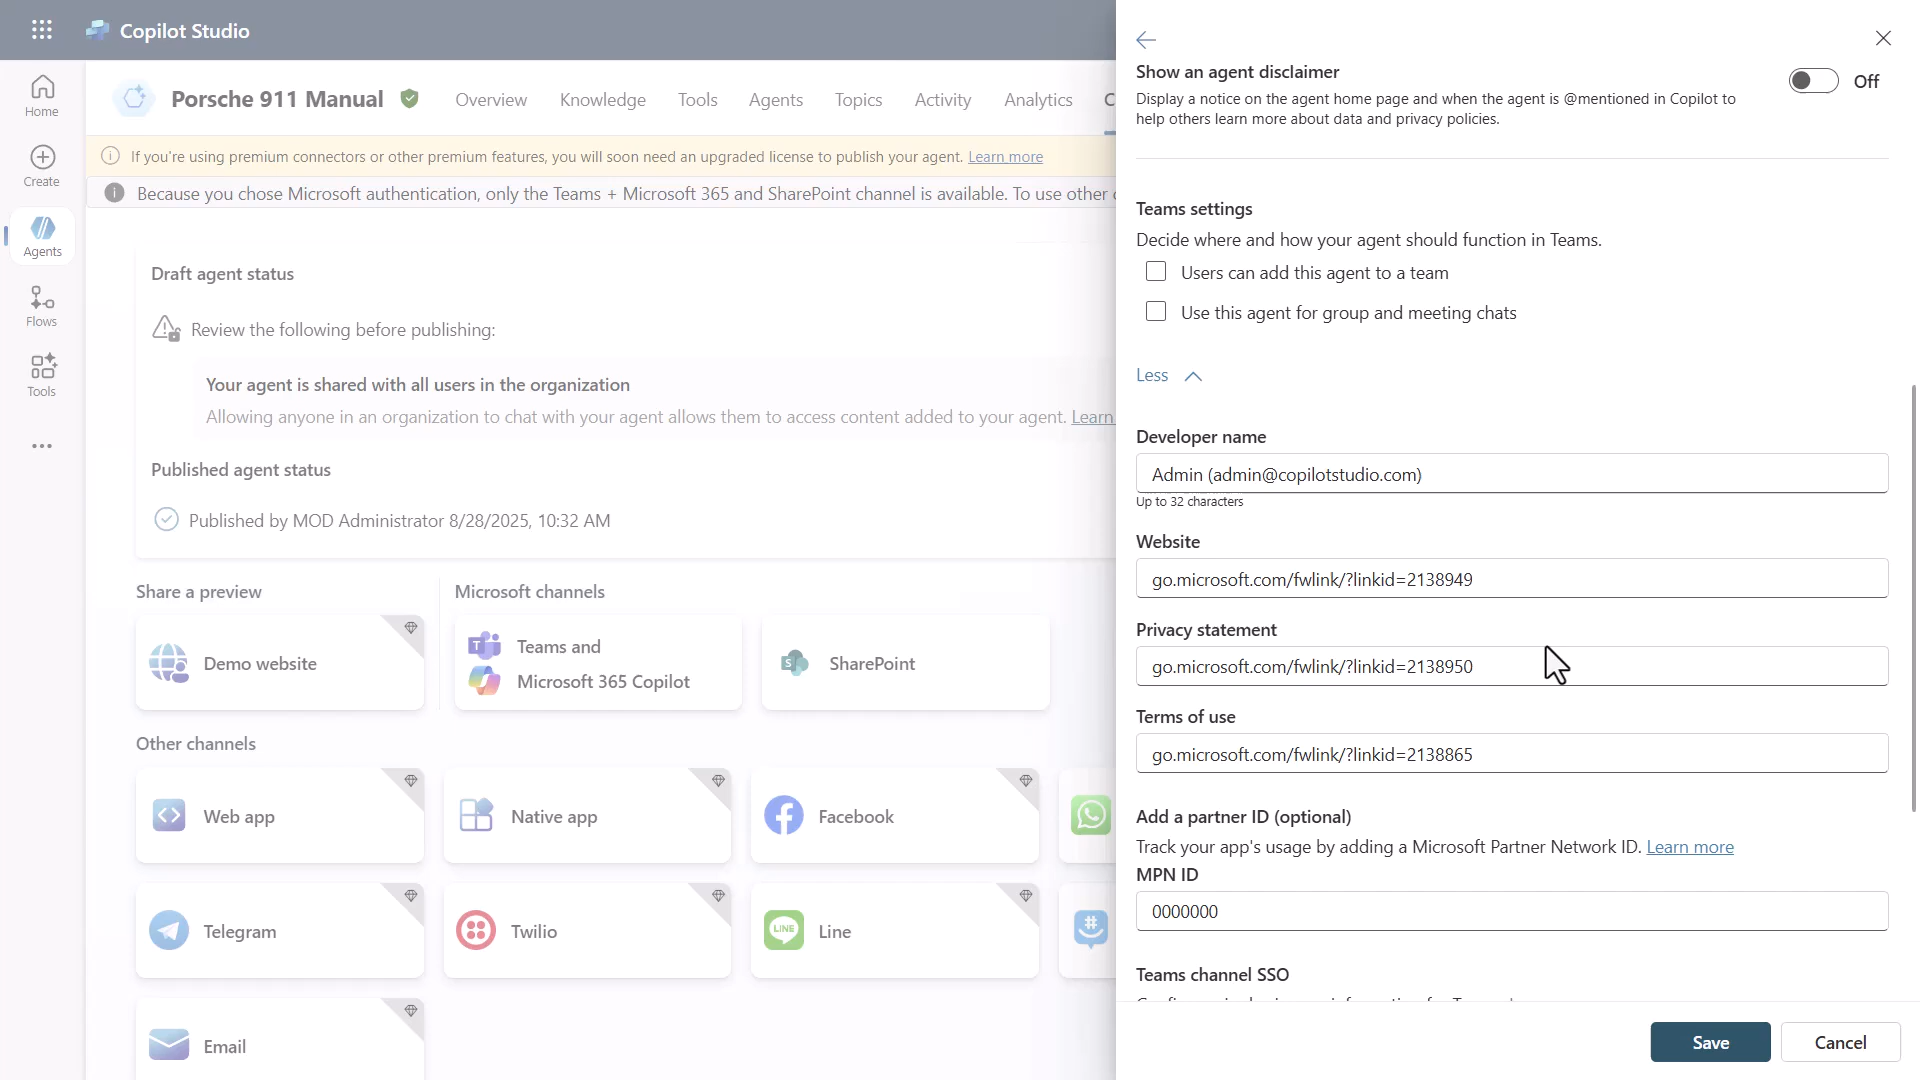 Copilot Studio
Home
Create
Agents
Flows
Tools
Porsche 911 Manual
Overview
Knowledge
Tools
Agents
Topics
Activity
Analytics
C
If you're using premium connectors or other premium features, you will soon need an upgraded license to publish your agent. Learn more
Because you chose Microsoft authentication, only the Teams + Microsoft 365 and SharePoint channel is available. To use other
Draft agent status
Review the following before publishing:
Your agent is shared with all users in the organization
Allowing anyone in an organization to chat with your agent allows them to access content added to your agent. Learn
Published agent status
Published by MOD Administrator 8/28/2025, 10:32 AM
Share a preview
Demo website
Microsoft channels
Teams and
Microsoft 365 Copilot
SharePoint
Other channels
Web app
Native app
Facebook
Telegram
Twilio
LINE
Line
Email
Show an agent disclaimer
Off
Display a notice on the agent home page and when the agent is @mentioned in Copilot to
help others learn more about data and privacy policies.
Teams settings
Decide where and how your agent should function in Teams.
Users can add this agent to a team
Use this agent for group and meeting chats
Less
Developer name
Admin (admin@copilotstudio.com)
Up to 32 characters
Website
go.microsoft.com/fwlink/?linkid=2138949
Privacy statement
go.microsoft.com/fwlink/?linkid=2138950
Terms of use
go.microsoft.com/fwlink/?linkid=2138865
Add a partner ID (optional)
Track your app's usage by adding a Microsoft Partner Network ID. Learn more
MPN ID
0000000
Teams channel SSO
Save
Cancel